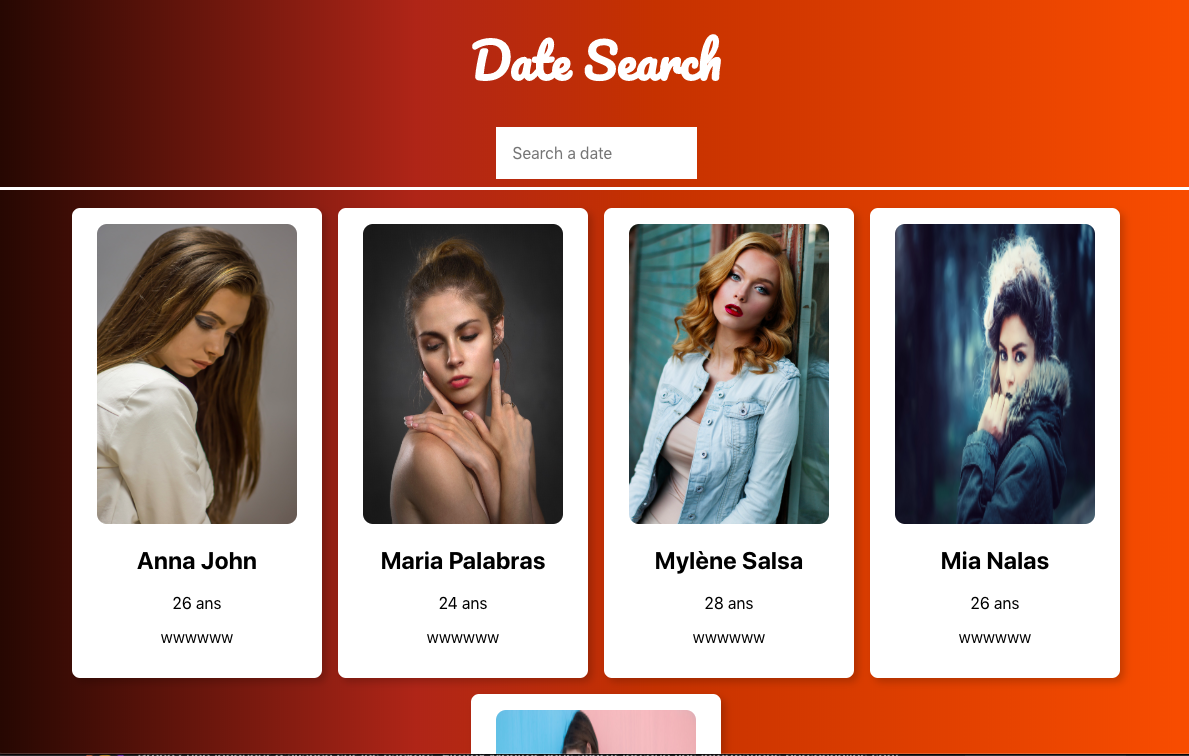 Date Search
Search a date
Anna John
26 ans
wwwwww
Maria Palabras
24 ans
wwwwww
Mylène Salsa
28 ans
wwwwww
Mia Nalas
26 ans
wwwwww